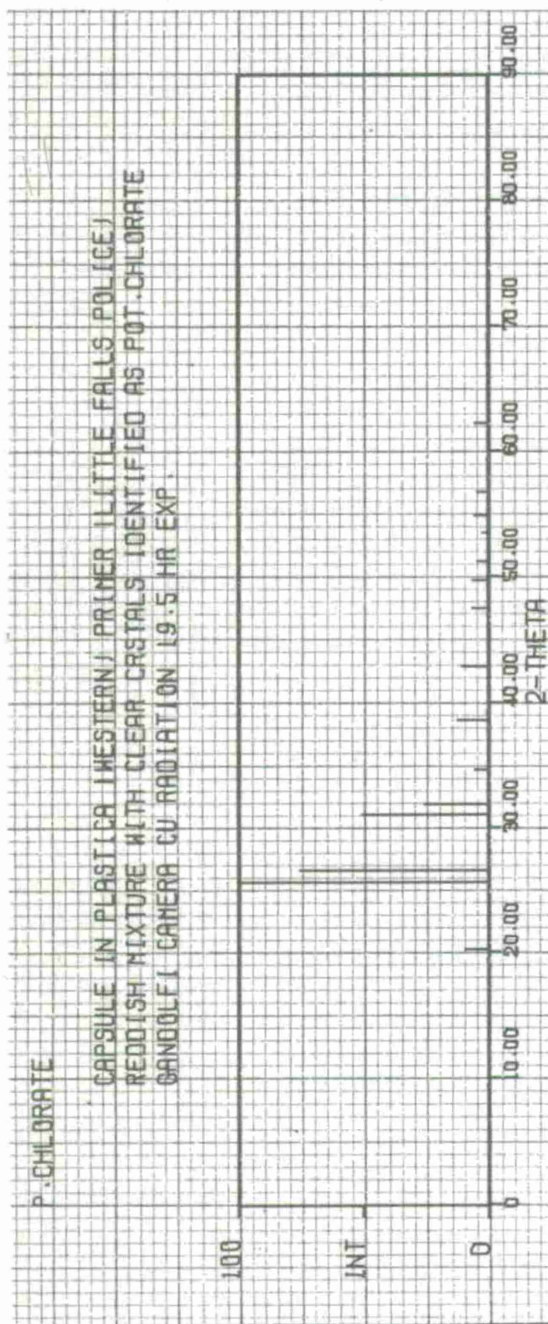 P.CHLORATE
CAPSULE IN PLASTICA (WESTERN) PRIMER (LITTLE FALLS POLICE)
REDDISH MIXTURE WITH CLEAR CRSTALS IDENTIFIED AS POT.CHLORATE
GANDOLFI CAMERA CU RADIATION 19.5 HR EXP.
100
INT
0
0 10.00 20.00 30.00 40.00 50.00 60.00 70.00 80.00 90.00
2-THETA